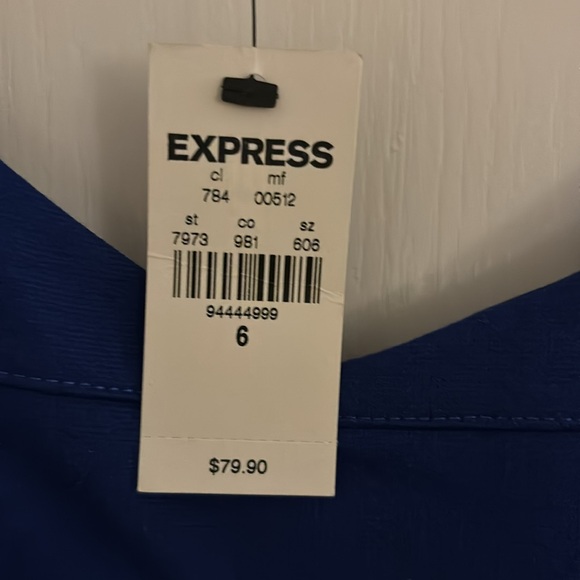 EXPRESS
cl mf
784 00512
st co sz
7973 981 606
94444999
6
$79.90